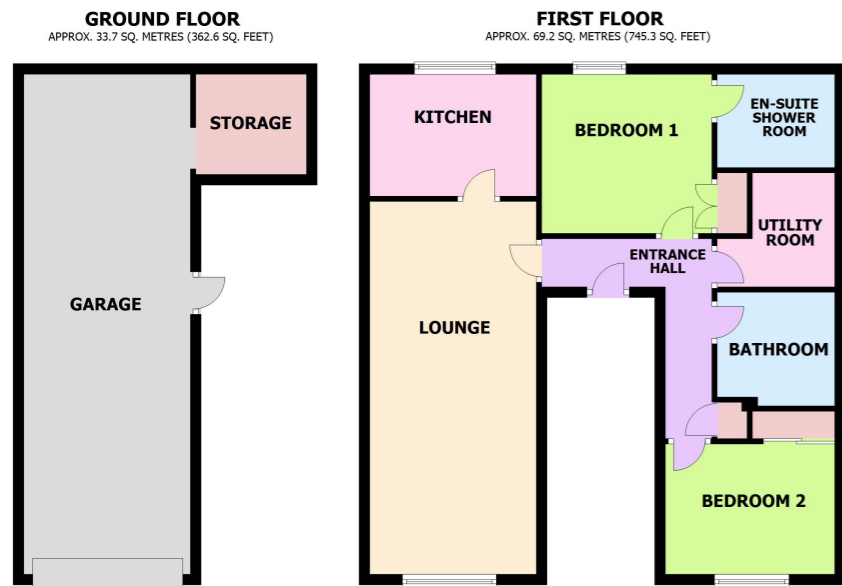 GROUND FLOOR
APPROX. 33.7 SQ. METRES (362.6 SQ. FEET)
STORAGE
GARAGE
FIRST FLOOR
APPROX. 69.2 SQ. METRES (745.3 SQ. FEET)
KITCHEN
BEDROOM 1
EN-SUITE
SHOWER
ROOM
UTILITY
ROOM
ENTRANCE
HALL
LOUNGE
BATHROOM
BEDROOM 2